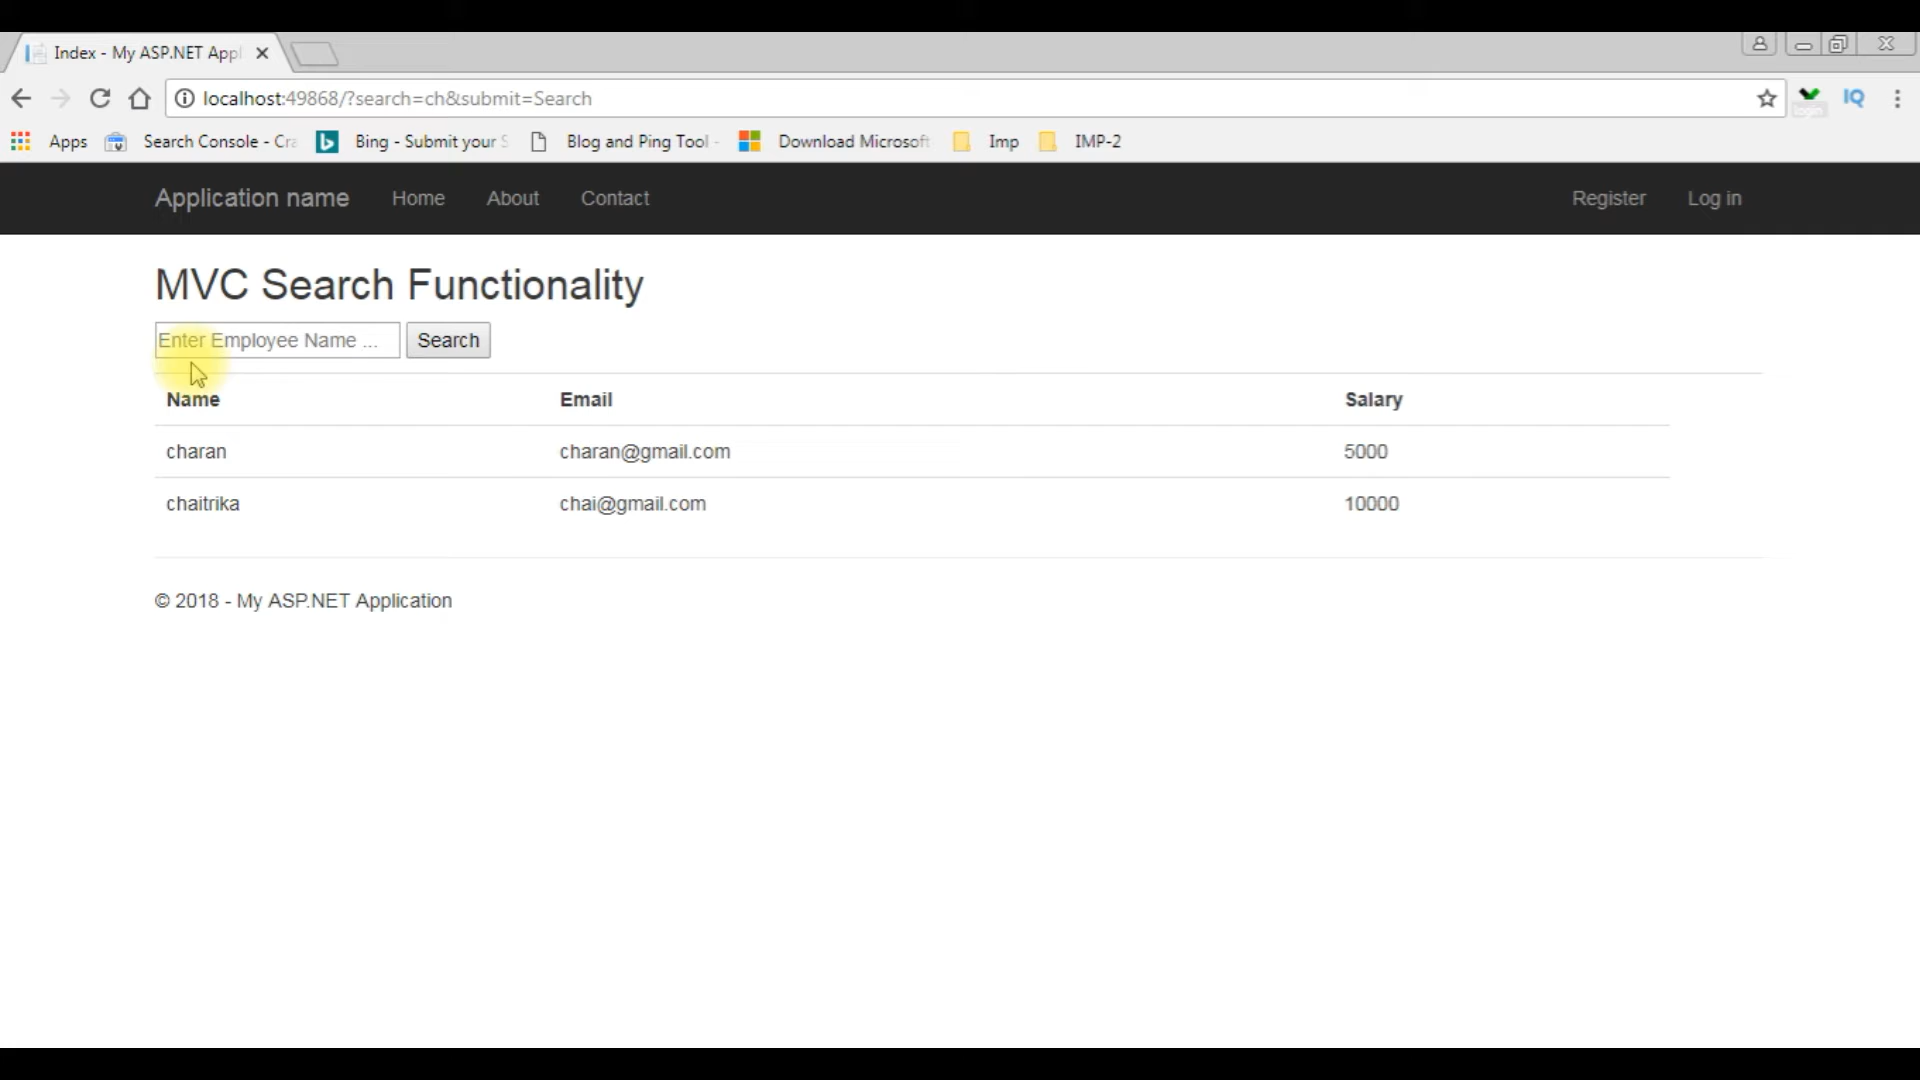 Index - My ASP.NET Appl
localhost:49868/?search=ch&submit=Search
Apps Search Console - Cra Bing - Submit your S Blog and Ping Tool - Download Microsoft Imp IMP-2
Application name Home About Contact Register Log in
MVC Search Functionality
Enter Employee Name ... Search
Name Email Salary
charan charan@gmail.com 5000
chaitrika chai@gmail.com 10000
© 2018 - My ASP.NET Application